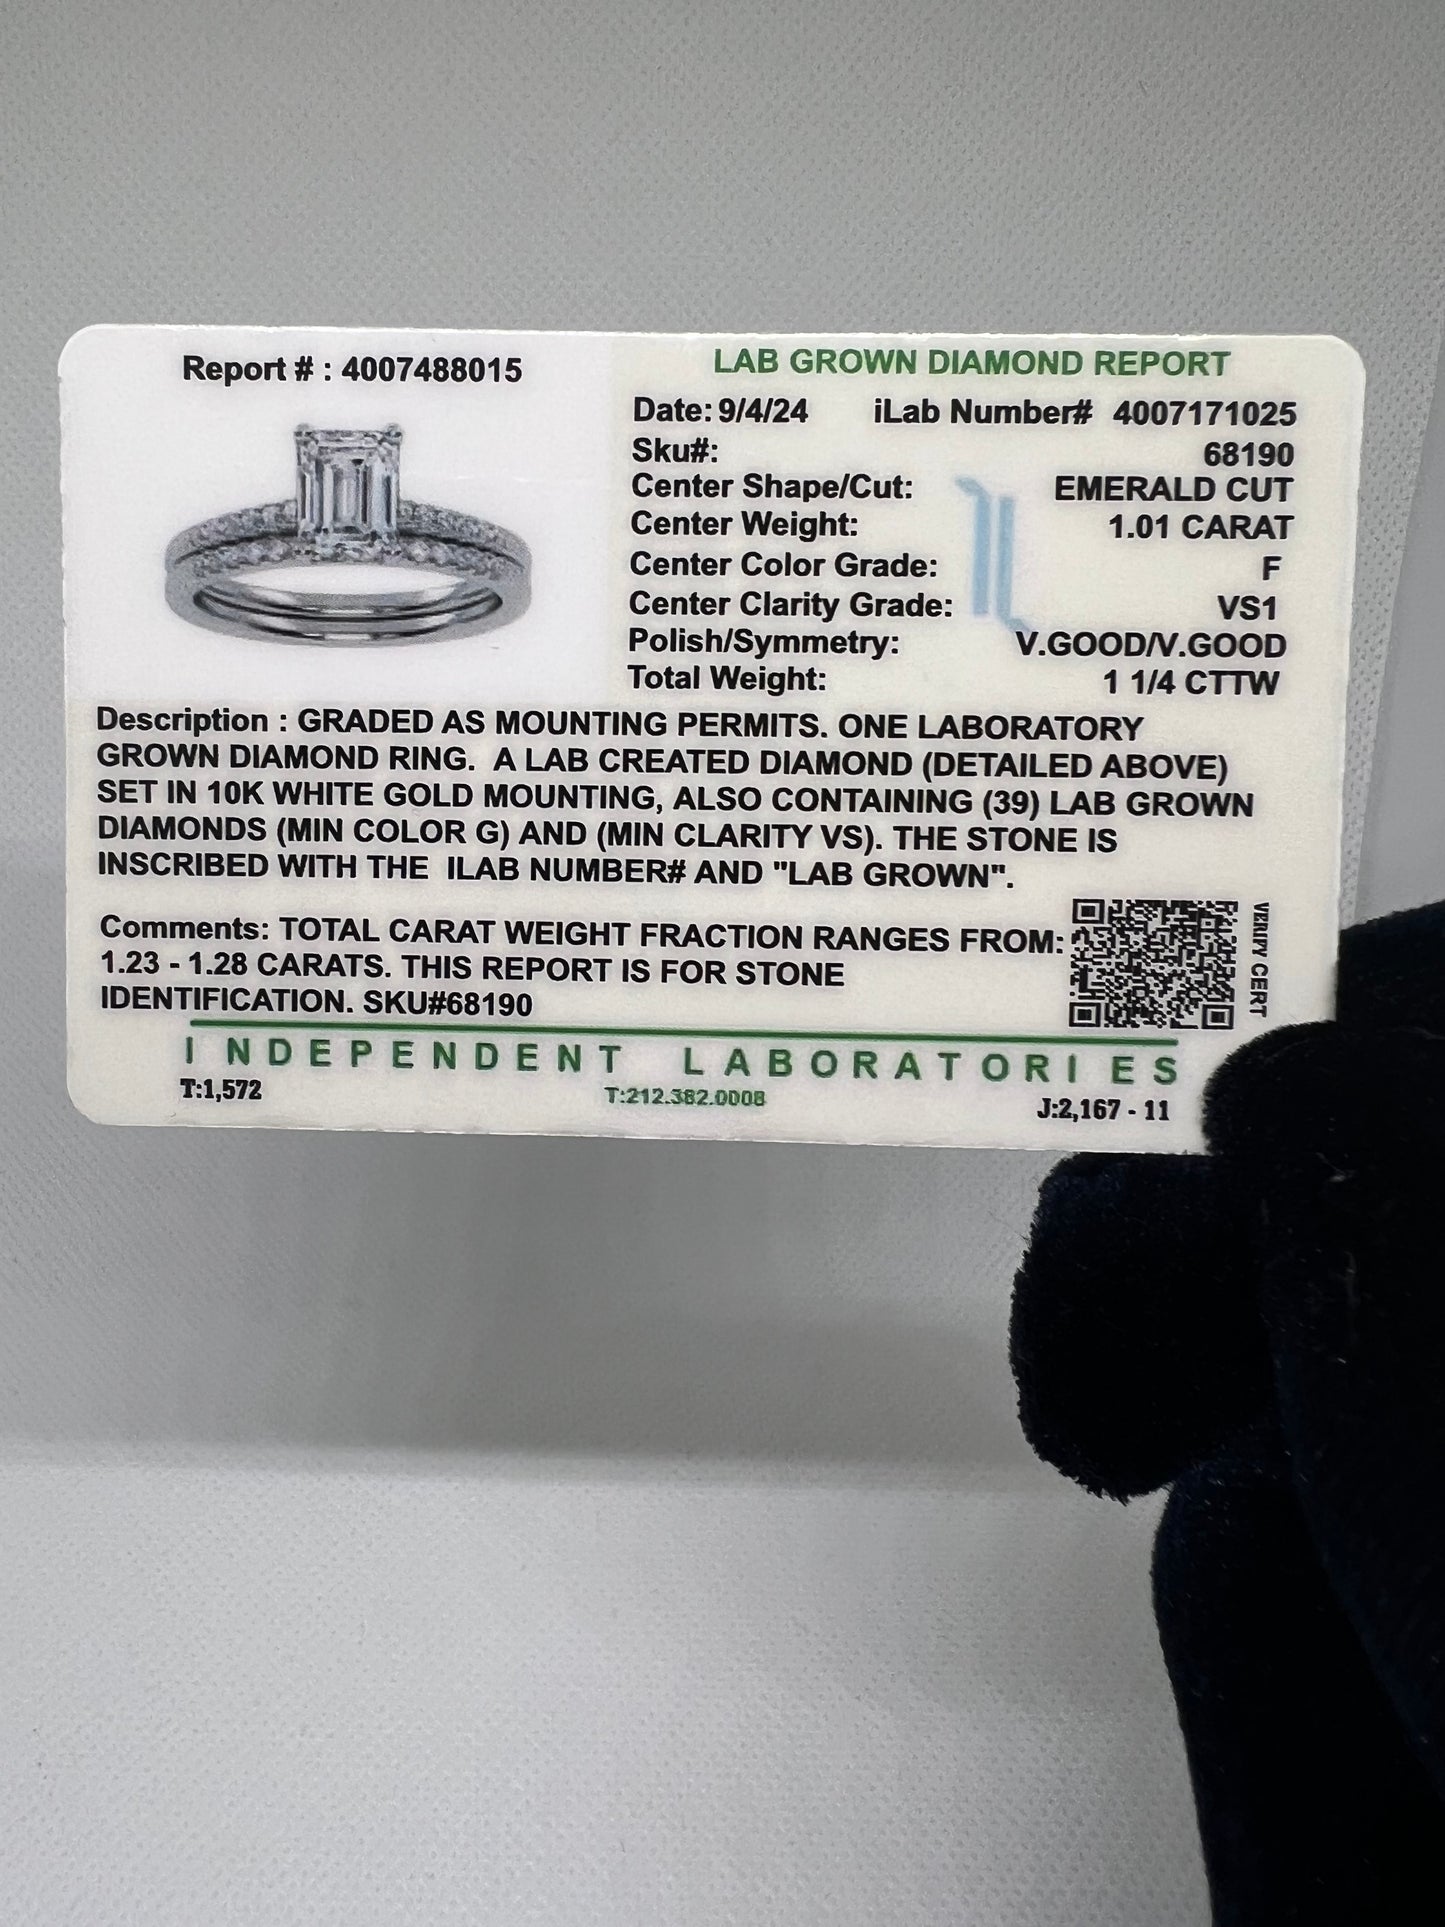 Report # : 4007488015
LAB GROWN DIAMOND REPORT
Date: 9/4/24 iLab Number# 4007171025
Sku#: 68190
Center Shape/Cut: EMERALD CUT
Center Weight: 1.01 CARAT
Center Color Grade: F
Center Clarity Grade: VS1
Polish/Symmetry: V.GOOD/V.GOOD
Total Weight: 1 1/4 CTTW
Description : GRADED AS MOUNTING PERMITS. ONE LABORATORY
GROWN DIAMOND RING. A LAB CREATED DIAMOND (DETAILED ABOVE)
SET IN 10K WHITE GOLD MOUNTING, ALSO CONTAINING (39) LAB GROWN
DIAMONDS (MIN COLOR G) AND (MIN CLARITY VS). THE STONE IS
INSCRIBED WITH THE ILAB NUMBER# AND "LAB GROWN".
Comments: TOTAL CARAT WEIGHT FRACTION RANGES FROM:
1.23 - 1.28 CARATS. THIS REPORT IS FOR STONE
IDENTIFICATION. SKU#68190
VERIFY CERT
INDEPENDENT LABORATORIES
T:1,572 T:212.382.0008 J:2,167 - 11